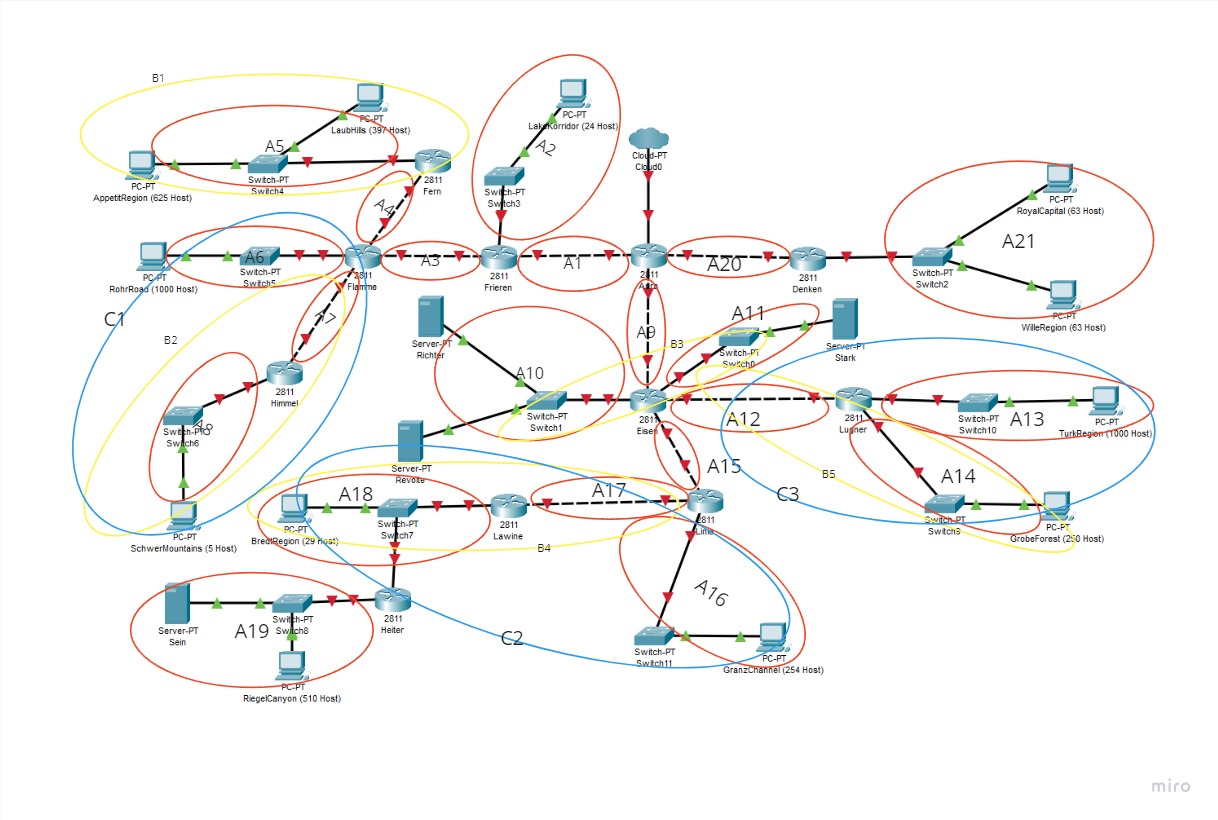 B1
PC-PT
LaubHills (397 Host)
A5
Switch-PT
Switch4
PC-PT
AppetitRegion (625 Host)
2811
Fern
A4
PC-PT
LakeKorridor (24 Host)
A2
Switch-PT
Switch3
Cloud-PT
Cloud0
PC-PT
RoyalCapital (63 Host)
A21
Switch-PT
Switch2
PC-PT
WilleRegion (63 Host)
PC-PT
RohrRoad (1000 Host)
A6
Switch-PT
Switch5
2811
Flamme
A3
2811
Frieren
A1
2811
Aura
A20
2811
Denken
C1
B2
A7
2811
Himmel
A8
Switch-PT
Switch6
PC-PT
SchwerMountains (5 Host)
Server-PT
Richter
A10
Switch-PT
Switch1
Server-PT
Revolte
A9
B3
A11
Switch-PT
Switch0
Server-PT
Stark
2811
Eisen
A12
2811
Lugner
Switch-PT
Switch10
A13
PC-PT
TurkRegion (1000 Host)
A14
B5
C3
Switch-PT
Switch9
PC-PT
GrobeForest (250 Host)
A15
A18
PC-PT
BredtRegion (29 Host)
Switch-PT
Switch7
2811
Lawine
A17
B4
2811
Linie
A16
C2
Switch-PT
Switch11
PC-PT
GranzChannel (254 Host)
2811
Heiter
Server-PT
Sein
A19
Switch-PT
Switch8
PC-PT
RiegelCanyon (510 Host)
miro